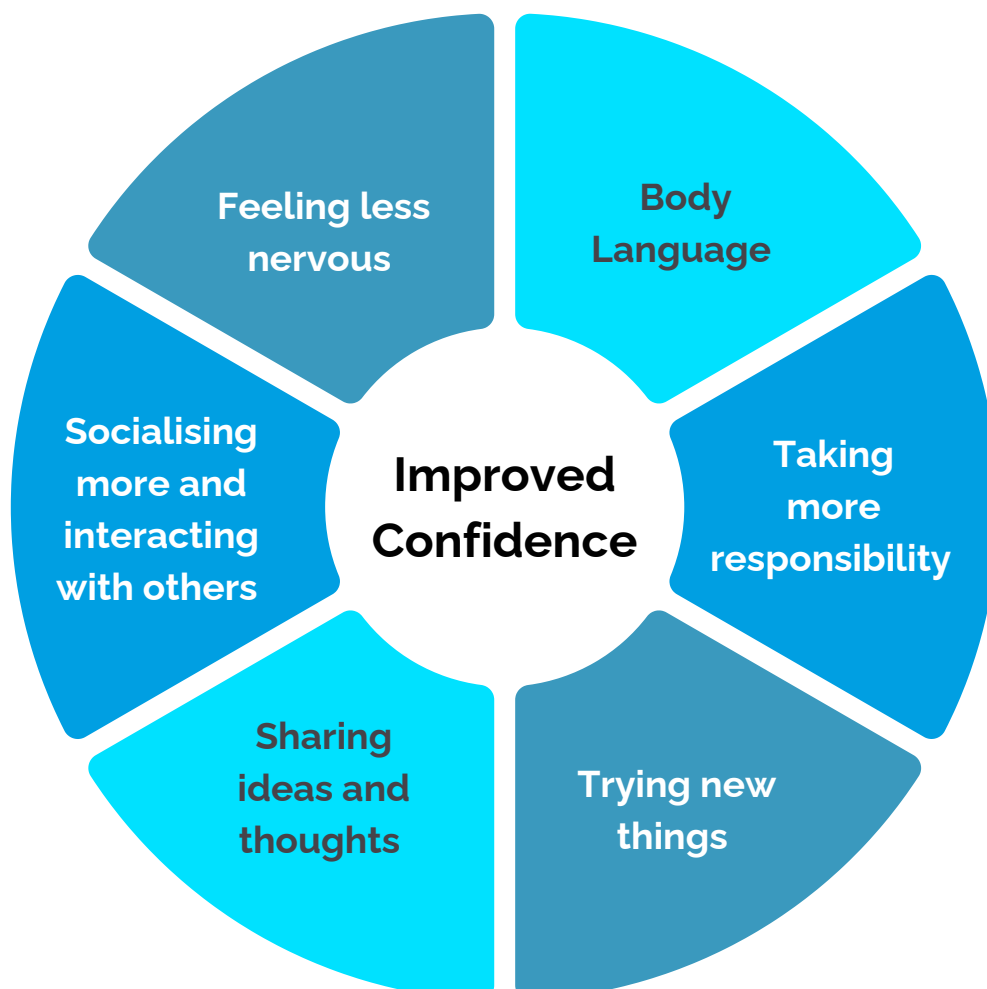 Feeling less
nervous
Body
Language
Socialising
more and
interacting
with others
Improved
Confidence
Taking
more
responsibility
Sharing
ideas and
thoughts
Trying new
things